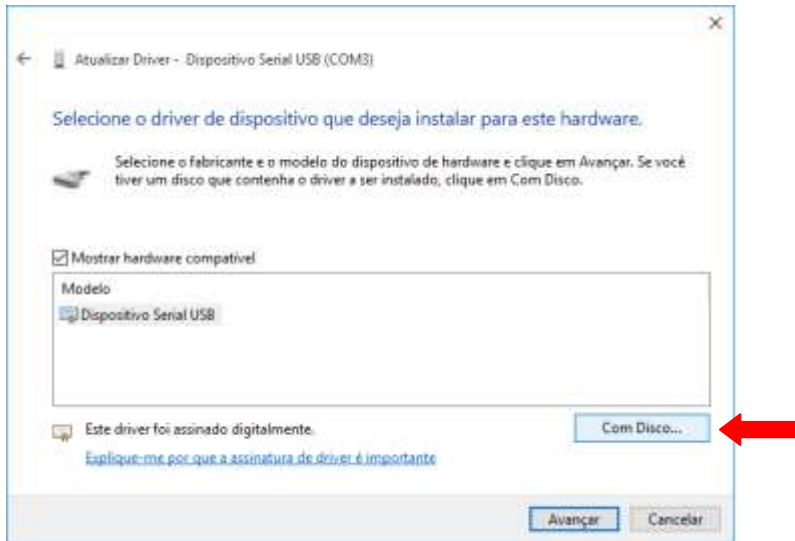 Atualizar Driver - Dispositivo Serial USB (COM3)
Selecione o driver de dispositivo que deseja instalar para este hardware.
Selecione o fabricante e o modelo do dispositivo de hardware e clique em Avançar. Se você
tiver um disco que contenha o driver a ser instalado, clique em Com Disco.
Mostrar hardware compatível
Modelo
Dispositivo Serial USB
Este driver foi assinado digitalmente.
Com Disco...
Explique-me por que a assinatura de driver é importante
Avançar
Cancelar